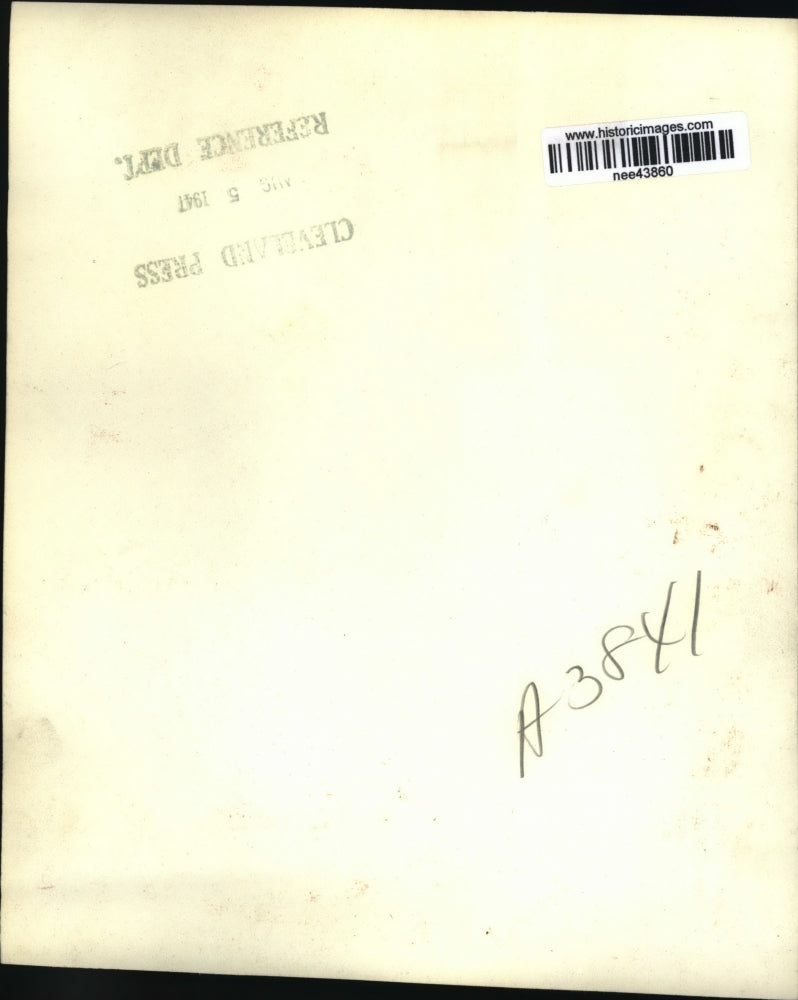 www.historicimages.com
nee43860
REFERENCE DEPT.
AUG 5 1947
CLEVELAND PRESS
A3841